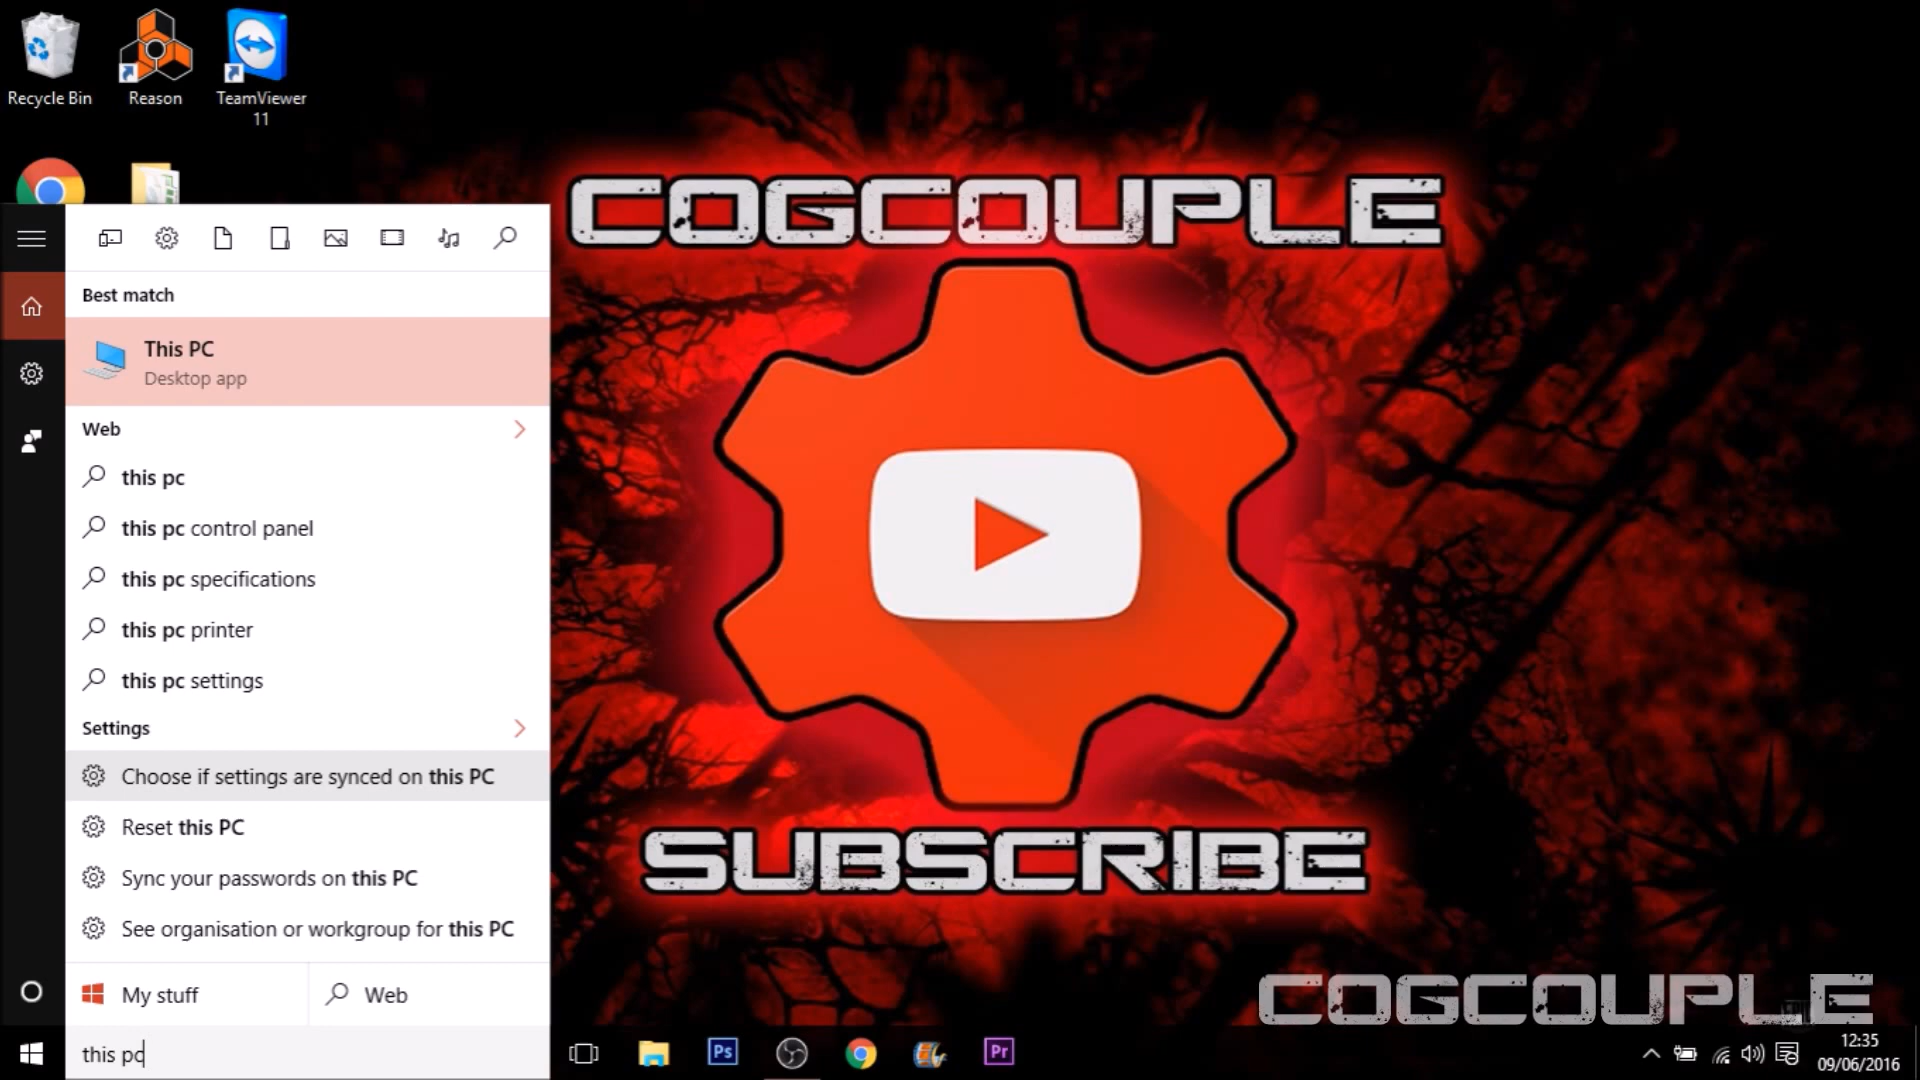 Recycle Bin
Reason
TeamViewer
11
COGCOUPLE
Best match
This PC
Desktop app
Web
this pc
this pc control panel
this pc specifications
this pc printer
this pc settings
Settings
Choose if settings are synced on this PC
Reset this PC
Sync your passwords on this PC
See organisation or workgroup for this PC
My stuff
Web
this pc
SUBSCRIBE
COGCOUPLE
Ps
Pr
12:35
09/06/2016